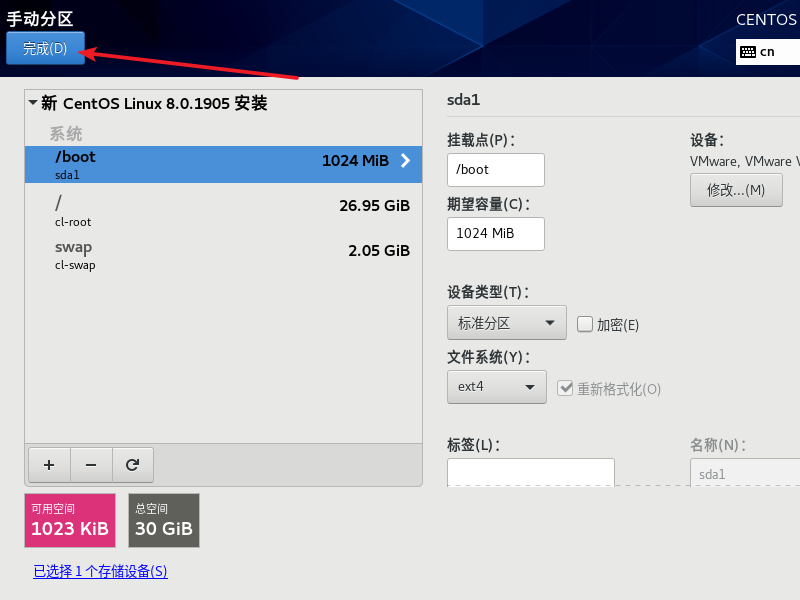 手动分区
CENTOS
完成(D)
cn
新 CentOS Linux 8.0.1905 安装
系统
/boot
1024 MiB
sda1
/
26.95 GiB
cl-root
swap
2.05 GiB
cl-swap
sda1
挂载点(P)：
/boot
设备：
VMware, VMware V
修改...(M)
期望容量(C)：
1024 MiB
设备类型(T)：
标准分区
加密(E)
文件系统(Y)：
ext4
重新格式化(O)
标签(L)：
名称(N)：
sda1
可用空间
1023 KiB
总空间
30 GiB
已选择 1 个存储设备(S)